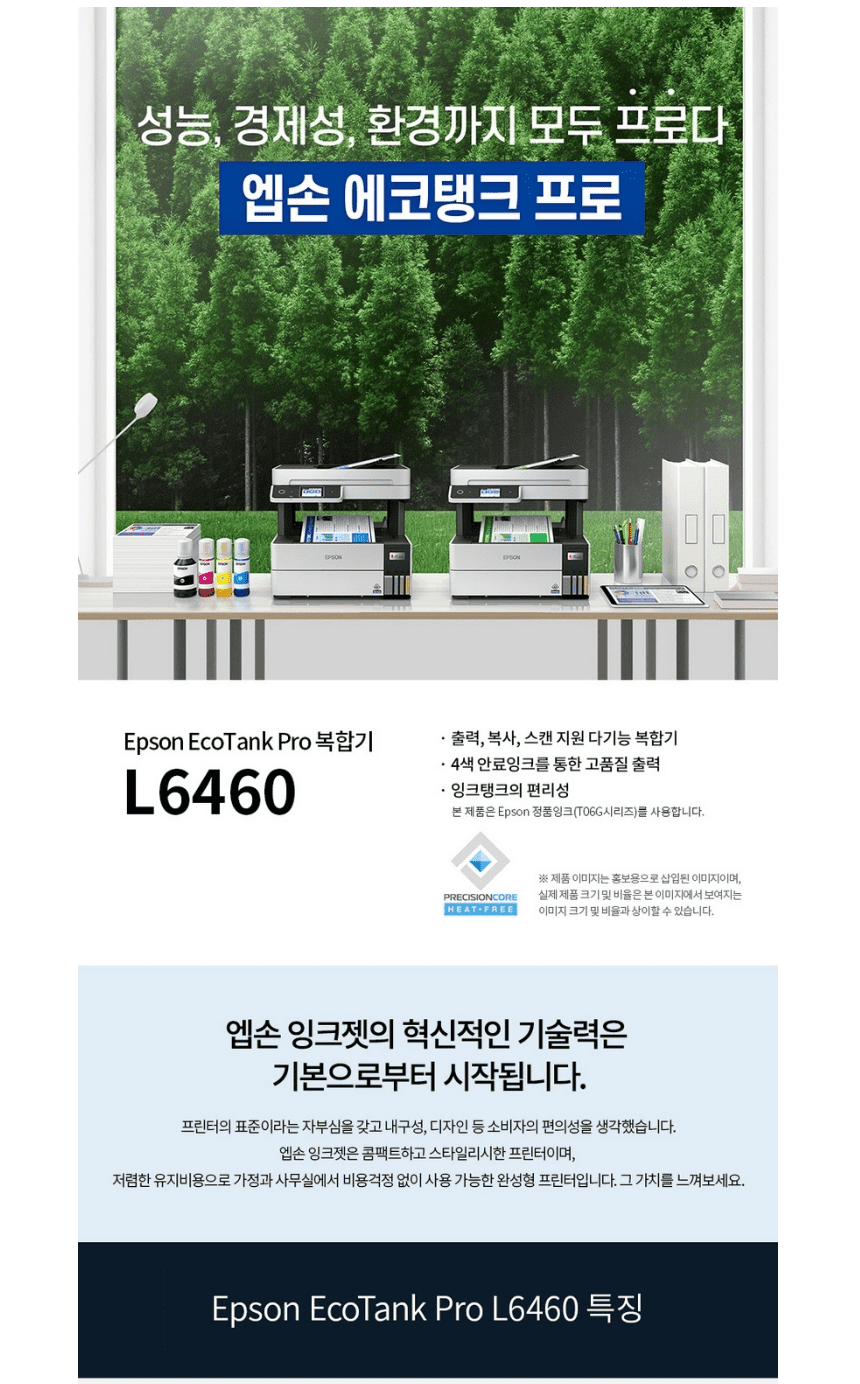 성능, 경제성, 환경까지 모두 프로다
엡손 에코탱크 프로
EPSON
EPSON
Epson EcoTank Pro 복합기
L6460
· 출력, 복사, 스캔 지원 다기능 복합기
· 4색 안료잉크를 통한 고품질 출력
· 잉크탱크의 편리성
본 제품은 Epson 정품잉크(T06G시리즈)를 사용합니다.
PRECISIONCORE
HEAT-FREE
※ 제품 이미지는 홍보용으로 삽입된 이미지이며,
실제 제품 크기 및 비율은 본 이미지에서 보여지는
이미지 크기 및 비율과 상이할 수 있습니다.
엡손 잉크젯의 혁신적인 기술력은
기본으로부터 시작됩니다.
프린터의 표준이라는 자부심을 갖고 내구성, 디자인 등 소비자의 편의성을 생각했습니다.
엡손 잉크젯은 콤팩트하고 스타일리시한 프린터이며,
저렴한 유지비용으로 가정과 사무실에서 비용걱정 없이 사용 가능한 완성형 프린터입니다. 그 가치를 느껴보세요.
Epson EcoTank Pro L6460 특징